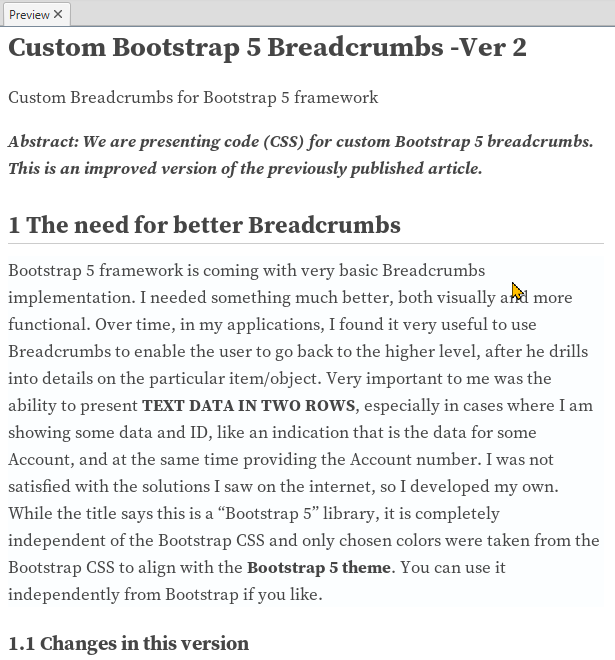 Preview
Custom Bootstrap 5 Breadcrumbs -Ver 2
Custom Breadcrumbs for Bootstrap 5 framework
Abstract: We are presenting code (CSS) for custom Bootstrap 5 breadcrumbs.
This is an improved version of the previously published article.
1 The need for better Breadcrumbs
Bootstrap 5 framework is coming with very basic Breadcrumbs
implementation. I needed something much better, both visually and more
functional. Over time, in my applications, I found it very useful to use
Breadcrumbs to enable the user to go back to the higher level, after he drills
into details on the particular item/object. Very important to me was the
ability to present TEXT DATA IN TWO ROWS, especially in cases where I am
showing some data and ID, like an indication that is the data for some
Account, and at the same time providing the Account number. I was not
satisfied with the solutions I saw on the internet, so I developed my own.
While the title says this is a “Bootstrap 5” library, it is completely
independent of the Bootstrap CSS and only chosen colors were taken from the
Bootstrap CSS to align with the Bootstrap 5 theme. You can use it
independently from Bootstrap if you like.
1.1 Changes in this version